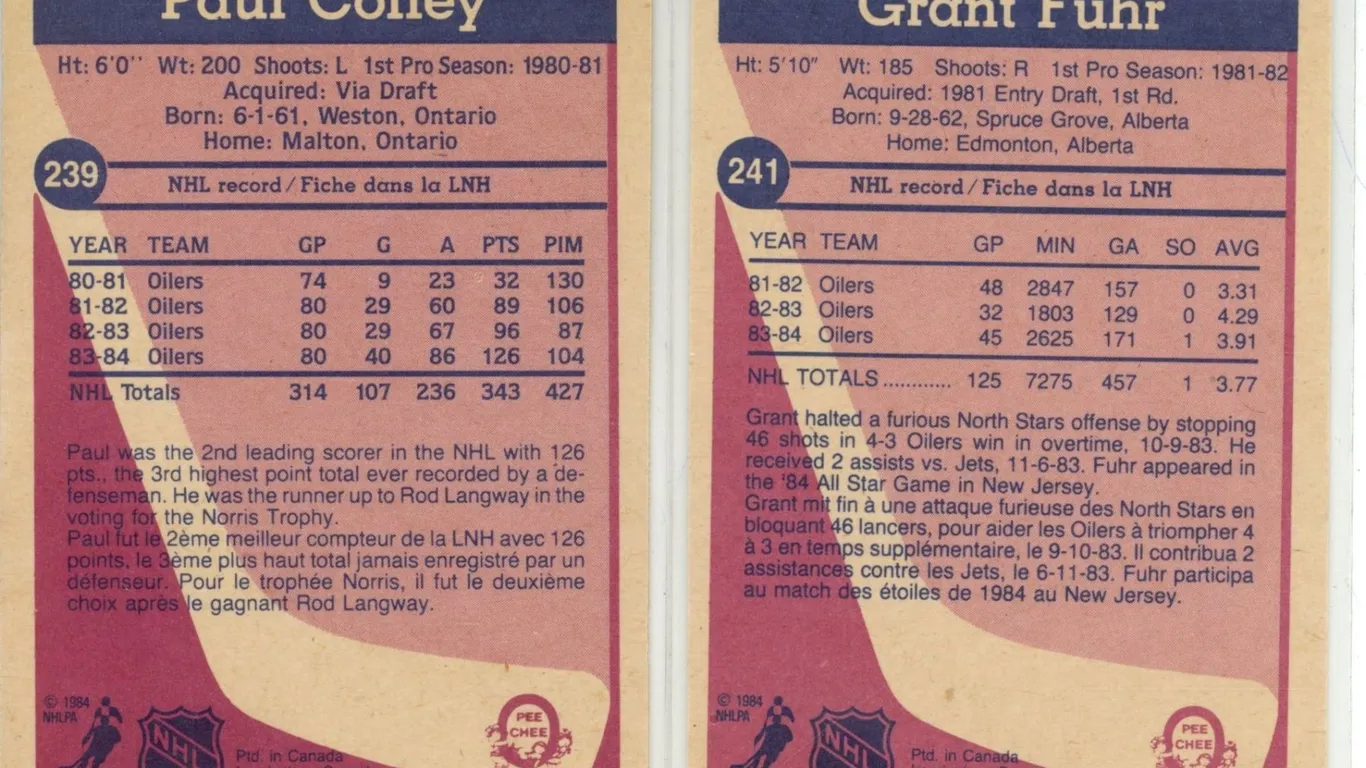 Paul Coffey
Ht: 6'0'' Wt: 200 Shoots: L 1st Pro Season: 1980-81
Acquired: Via Draft
Born: 6-1-61, Weston, Ontario
Home: Malton, Ontario
239
NHL record/Fiche dans la LNH
YEAR TEAM GP G A PTS PIM
80-81 Oilers 74 9 23 32 130
81-82 Oilers 80 29 60 89 106
82-83 Oilers 80 29 67 96 87
83-84 Oilers 80 40 86 126 104
NHL Totals 314 107 236 343 427
Paul was the 2nd leading scorer in the NHL with 126
pts., the 3rd highest point total ever recorded by a de-
fenseman. He was the runner up to Rod Langway in the
voting for the Norris Trophy.
Paul fut le 2ème meilleur compteur de la LNH avec 126
points, le 3ème plus haut total jamais enregistré par un
défenseur. Pour le trophée Norris, il fut le deuxième
choix après le gagnant Rod Langway.
© 1984
NHLPA
NHL
Ptd. in Canada
PEE
CHEE
Grant Fuhr
Ht: 5'10" Wt: 185 Shoots: R 1st Pro Season: 1981-82
Acquired: 1981 Entry Draft, 1st Rd.
Born: 9-28-62, Spruce Grove, Alberta
Home: Edmonton, Alberta
241
NHL record/Fiche dans la LNH
YEAR TEAM GP MIN GA SO AVG
81-82 Oilers 48 2847 157 0 3.31
82-83 Oilers 32 1803 129 0 4.29
83-84 Oilers 45 2625 171 1 3.91
NHL TOTALS ............ 125 7275 457 1 3.77
Grant halted a furious North Stars offense by stopping
46 shots in 4-3 Oilers win in overtime, 10-9-83. He
received 2 assists vs. Jets, 11-6-83. Fuhr appeared in
the '84 All Star Game in New Jersey.
Grant mit fin à une attaque furieuse des North Stars en
bloquant 46 lancers, pour aider les Oilers à triompher 4
à 3 en temps supplémentaire, le 9-10-83. Il contribua 2
assistances contre les Jets, le 6-11-83. Fuhr participa
au match des étoiles de 1984 au New Jersey.
© 1984
NHLPA
NHL
Ptd. in Canada
PEE
CHEE